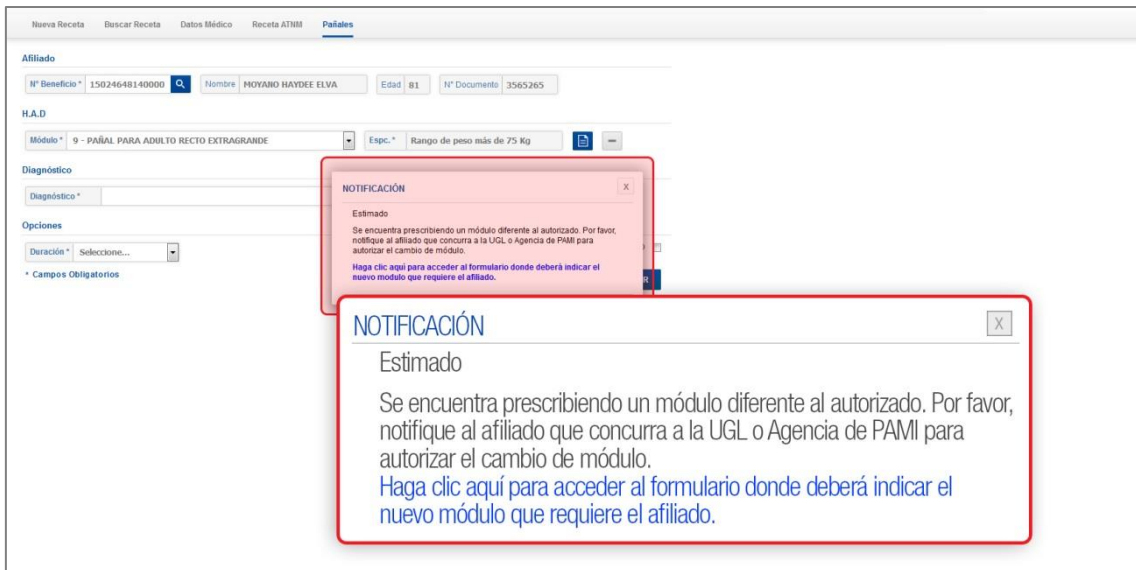 Nueva Receta Buscar Receta Datos Médico Receta ATNM Pañales
Afiliado
Nº Beneficio * 15024648140000 Nombre MOYANO HAYDEE ELVA Edad 81 Nº Documento 3565265
H.A.D
Módulo * 9 - PAÑAL PARA ADULTO RECTO EXTRAGRANDE Espc. * Rango de peso más de 75 Kg
Diagnóstico
Diagnóstico *
Opciones
Duración * Seleccione...
* Campos Obligatorios
NOTIFICACIÓN X
Estimado
Se encuentra prescribiendo un módulo diferente al autorizado. Por favor,
notifique al afiliado que concurra a la UGL o Agencia de PAMI para
autorizar el cambio de módulo.
Haga clic aquí para acceder al formulario donde deberá indicar el
nuevo modulo que requiere el afiliado.
NOTIFICACIÓN X
Estimado
Se encuentra prescribiendo un módulo diferente al autorizado. Por favor,
notifique al afiliado que concurra a la UGL o Agencia de PAMI para
autorizar el cambio de módulo.
Haga clic aquí para acceder al formulario donde deberá indicar el
nuevo módulo que requiere el afiliado.